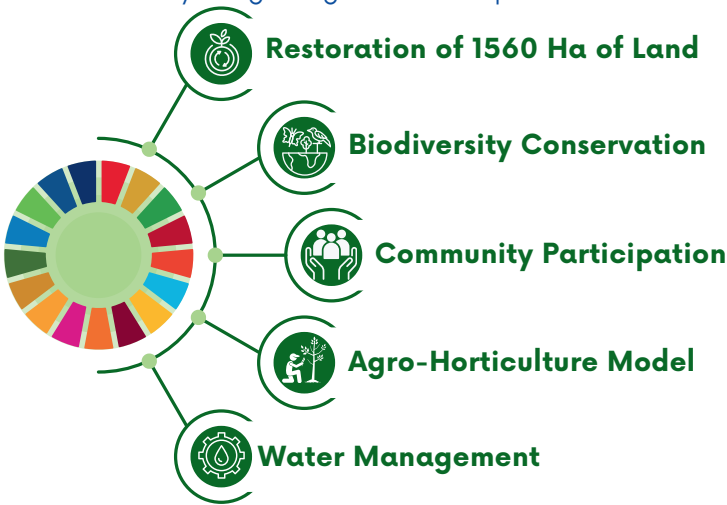 Restoration of 1560 Ha of Land
Biodiversity Conservation
Community Participation
Agro-Horticulture Model
Water Management